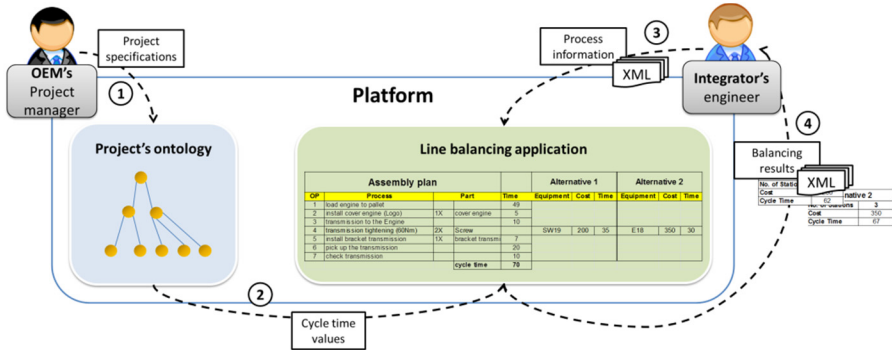 Project
specifications
OEM's
Project
manager
1
Platform
Process
information
XML
3
Integrator's
engineer
4
Project's ontology
Line balancing application
Assembly plan Alternative 1 Alternative 2
OP Process Part Time Equipment Cost Time Equipment Cost Time
1 load engine to pallet 49
2 install cover engine (Logo) 1X cover engine 5
3 transmission to the Engine 10
4 transmission tightening (60Nm) 2X Screw SW19 200 35 E18 350 30
5 install bracket transmission 1X bracket transmi 7
6 pick up the transmission 20
7 check transmission 10
cycle time 70
Balancing
results
XML
No. of Static
Cost
Cycle Time 62
native 2
3
Cost 350
Cycle Time 67
2
Cycle time
values